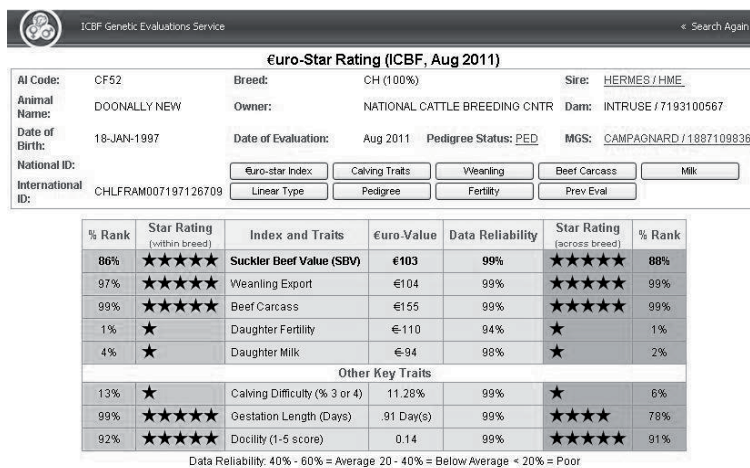 ICBF Genetic Evaluations Service « Search Again
€uro-Star Rating (ICBF, Aug 2011)
AI Code: CF52 Breed: CH (100%) Sire: HERMES / HME
Animal Name: DOONALLY NEW Owner: NATIONAL CATTLE BREEDING CNTR Dam: INTRUSE / 7193100567
Date of Birth: 18-JAN-1997 Date of Evaluation: Aug 2011 Pedigree Status: PED MGS: CAMPAGNARD / 1887109836
National ID: €uro-star Index Calving Traits Weanling Beef Carcass Milk
International ID: CHLFRAM007197126709 Linear Type Pedigree Fertility Prev Eval
% Rank Star Rating (within breed) Index and Traits €uro-Value Data Reliability Star Rating (across breed) % Rank
86% ★★★★★ Suckler Beef Value (SBV) €103 99% ★★★★★ 88%
97% ★★★★★ Weanling Export €104 99% ★★★★★ 99%
99% ★★★★★ Beef Carcass €155 99% ★★★★★ 99%
1% ★ Daughter Fertility €-110 94% ★ 1%
4% ★ Daughter Milk €-94 98% ★ 2%
Other Key Traits
13% ★ Calving Difficulty (% 3 or 4) 11.28% 99% ★ 6%
99% ★★★★★ Gestation Length (Days) .91 Day(s) 99% ★★★★ 78%
92% ★★★★★ Docility (1-5 score) 0.14 99% ★★★★★ 91%
Data Reliability: 40% - 60% = Average 20 - 40% = Below Average < 20% = Poor